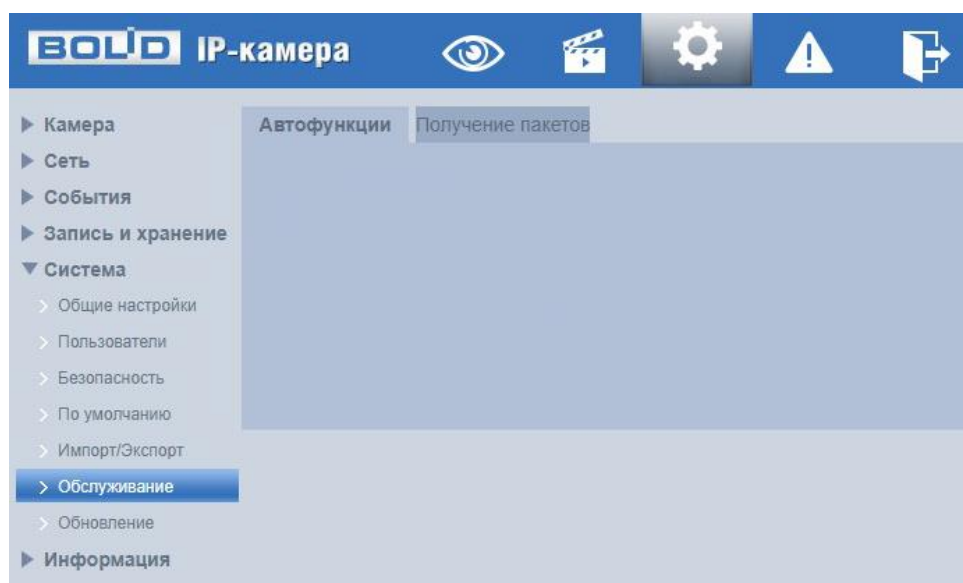 BOLID IP-камера
Камера
Сеть
События
Запись и хранение
Система
Общие настройки
Пользователи
Безопасность
По умолчанию
Импорт/Экспорт
Обслуживание
Обновление
Информация
Автофункции Получение пакетов